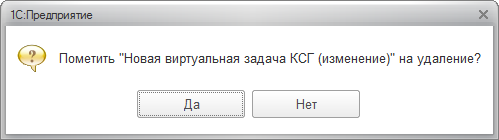 1С:Предприятие
Пометить "Новая виртуальная задача КСГ (изменение)" на удаление?
Да
Нет